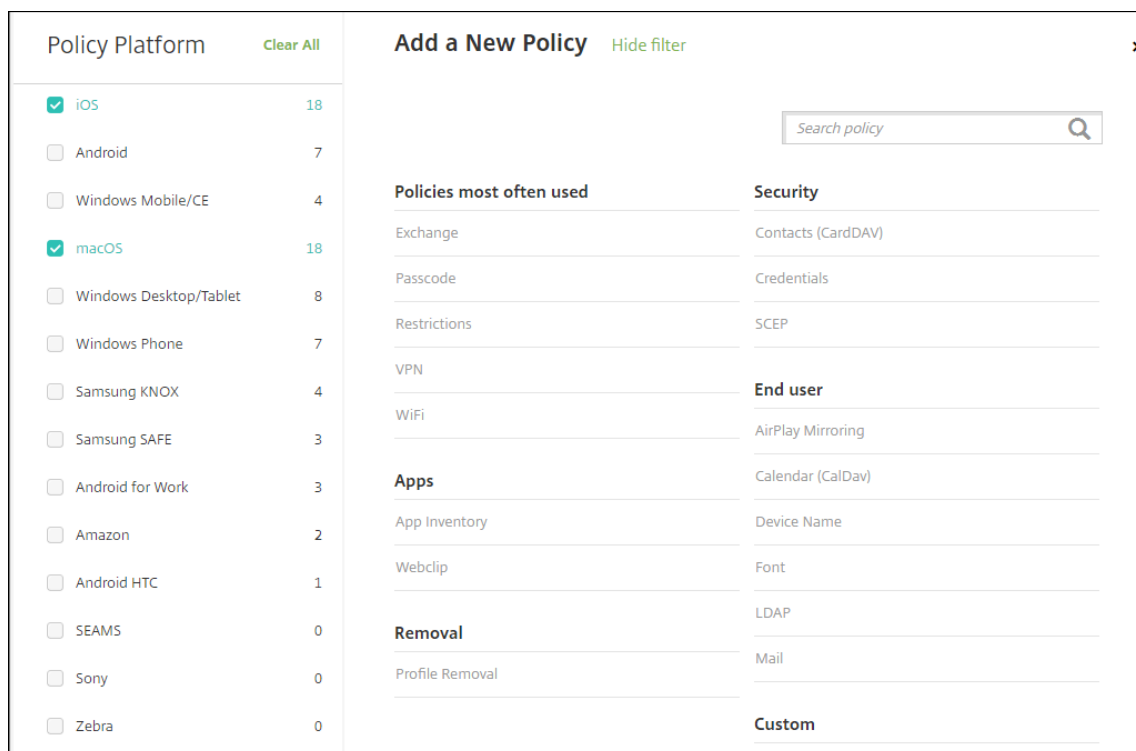 Policy Platform
Clear All
iOS 18
Android 7
Windows Mobile/CE 4
macOS 18
Windows Desktop/Tablet 8
Windows Phone 7
Samsung KNOX 4
Samsung SAFE 3
Android for Work 3
Amazon 2
Android HTC 1
SEAMS 0
Sony 0
Zebra 0
Add a New Policy
Hide filter
Search policy
Policies most often used
Exchange
Passcode
Restrictions
VPN
WiFi
Apps
App Inventory
Webclip
Removal
Profile Removal
Security
Contacts (CardDAV)
Credentials
SCEP
End user
AirPlay Mirroring
Calendar (CalDav)
Device Name
Font
LDAP
Mail
Custom